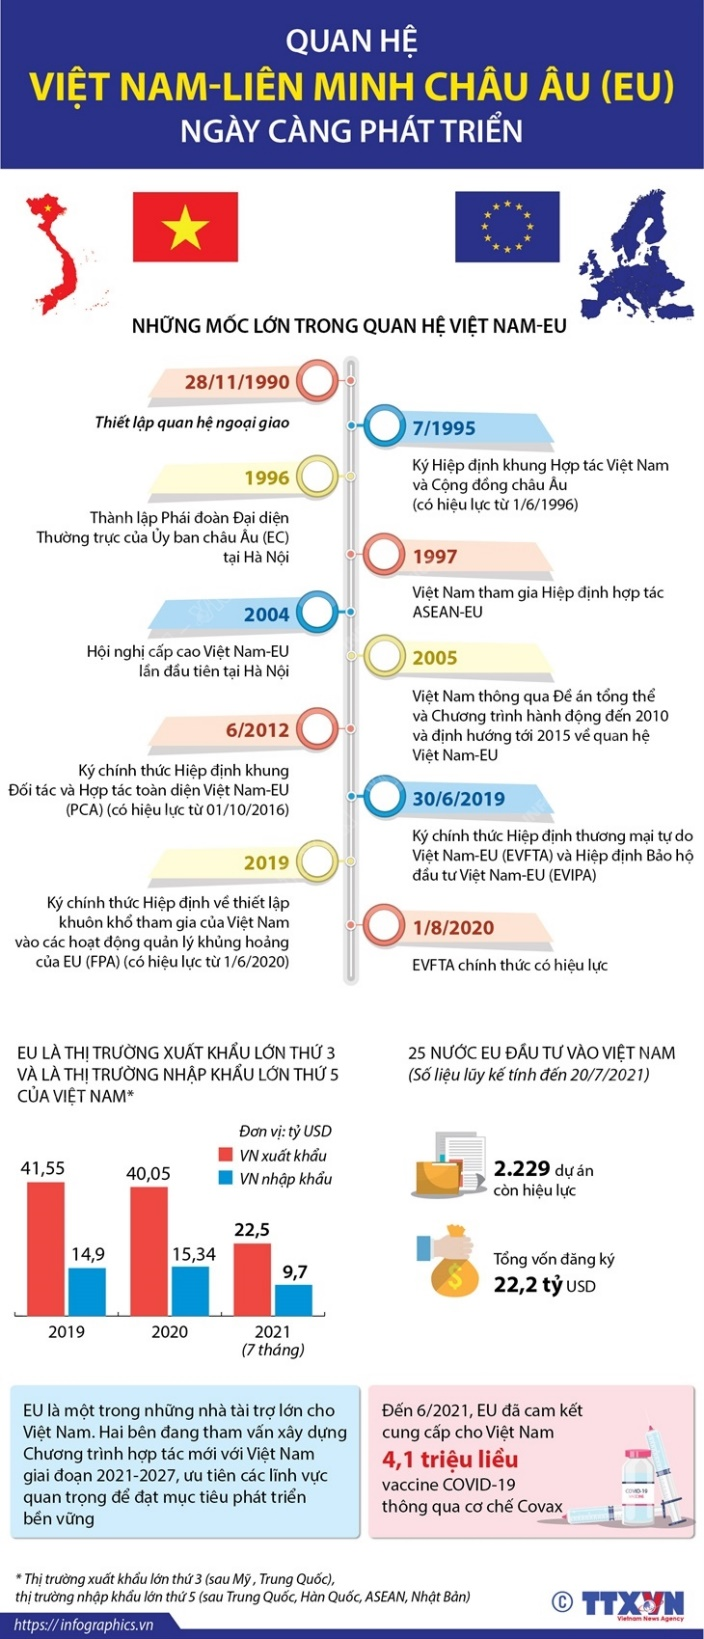 QUAN HỆ
VIỆT NAM-LIÊN MINH CHÂU ÂU (EU)
NGÀY CÀNG PHÁT TRIỂN
NHỮNG MỐC LỚN TRONG QUAN HỆ VIỆT NAM-EU
28/11/1990
Thiết lập quan hệ ngoại giao
7/1995
Ký Hiệp định khung Hợp tác Việt Nam
và Cộng đồng châu Âu
(có hiệu lực từ 1/6/1996)
1996
Thành lập Phái đoàn Đại diện
Thường trực của Ủy ban châu Âu (EC)
tại Hà Nội
1997
Việt Nam tham gia Hiệp định hợp tác
ASEAN-EU
2004
Hội nghị cấp cao Việt Nam-EU
lần đầu tiên tại Hà Nội
2005
Việt Nam thông qua Đề án tổng thể
và Chương trình hành động đến 2010
và định hướng tới 2015 về quan hệ
Việt Nam-EU
6/2012
Ký chính thức Hiệp định khung
Đối tác và Hợp tác toàn diện Việt Nam-EU
(PCA) (có hiệu lực từ 01/10/2016)
30/6/2019
Ký chính thức Hiệp định thương mại tự do
Việt Nam-EU (EVFTA) và Hiệp định Bảo hộ
đầu tư Việt Nam-EU (EVIPA)
2019
Ký chính thức Hiệp định về thiết lập
khuôn khổ tham gia của Việt Nam
vào các hoạt động quản lý khủng hoảng
của EU (FPA) (có hiệu lực từ 1/6/2020)
1/8/2020
EVFTA chính thức có hiệu lực
EU LÀ THỊ TRƯỜNG XUẤT KHẨU LỚN THỨ 3
VÀ LÀ THỊ TRƯỜNG NHẬP KHẨU LỚN THỨ 5
CỦA VIỆT NAM*
Đơn vị: tỷ USD
VN xuất khẩu
VN nhập khẩu
41,55
14,9
40,05
15,34
22,5
9,7
2019
2020
2021
(7 tháng)
25 NƯỚC EU ĐẦU TƯ VÀO VIỆT NAM
(Số liệu lũy kế tính đến 20/7/2021)
2.229 dự án
còn hiệu lực
Tổng vốn đăng ký
22,2 tỷ USD
EU là một trong những nhà tài trợ lớn cho
Việt Nam. Hai bên đang tham vấn xây dựng
Chương trình hợp tác mới với Việt Nam
giai đoạn 2021-2027, ưu tiên các lĩnh vực
quan trọng để đạt mục tiêu phát triển
bền vững
Đến 6/2021, EU đã cam kết
cung cấp cho Việt Nam
4,1 triệu liều
vaccine COVID-19
thông qua cơ chế Covax
COVID-19
VACCINE
* Thị trường xuất khẩu lớn thứ 3 (sau Mỹ , Trung Quốc),
thị trường nhập khẩu lớn thứ 5 (sau Trung Quốc, Hàn Quốc, ASEAN, Nhật Bản)
© TTXVN
Vietnam News Agency
https://infographics.vn